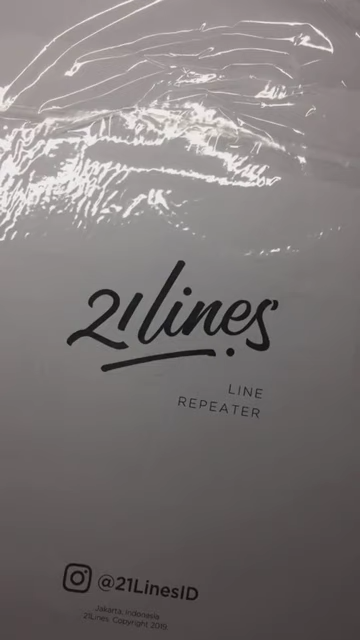 21lines
LINE
REPEATER
@21LinesID
Jakarta, Indonesia
21Lines, Copyright 2019